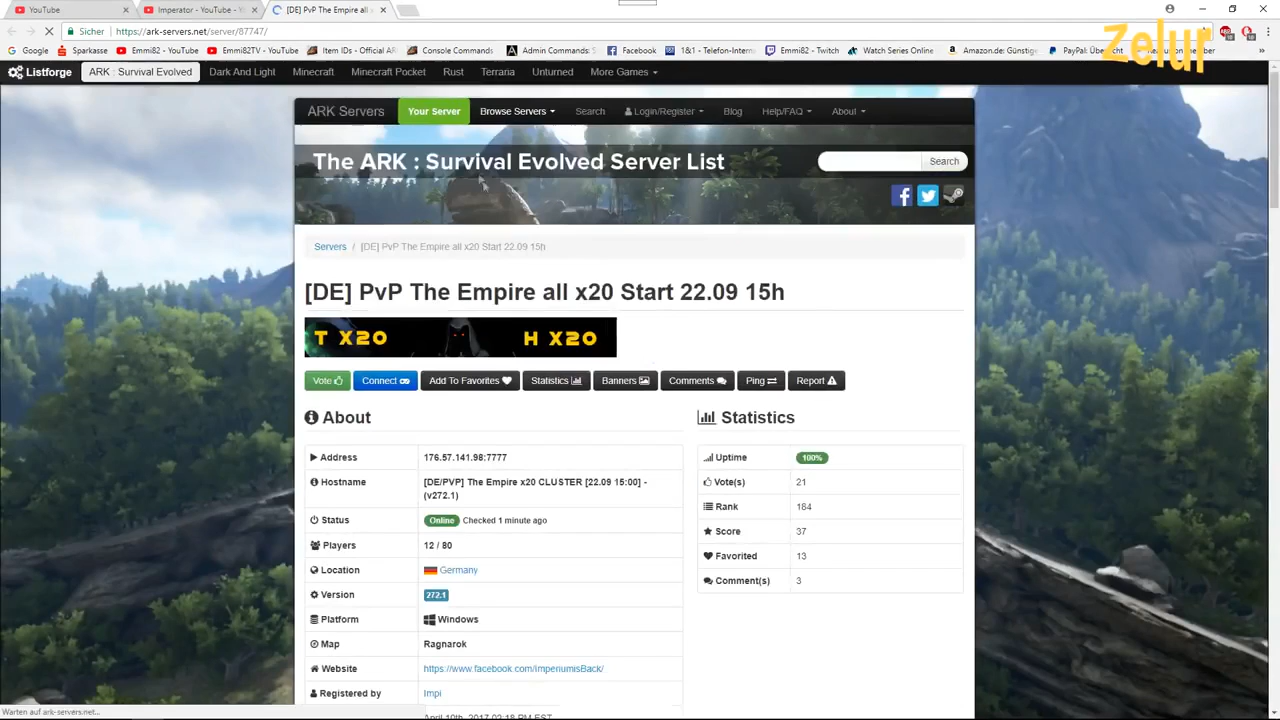 YouTube
Imperator - YouTube - Y
[DE] PvP The Empire all x
Sicher
https://ark-servers.net/server/87747/
Zelur
Google
Sparkasse
Emmi82 - YouTube
Emmi82TV - YouTube
Item IDs - Official AR
Console Commands
Admin Commands
Facebook
1&1 - Telefon-Intern
Emmi82 - Twitch
Watch Series Online
Amazon.de: Günstige
PayPal: Übersicht
Listforge
ARK : Survival Evolved
Dark And Light
Minecraft
Minecraft Pocket
Rust
Terraria
Unturned
More Games
ARK Servers
Your Server
Browse Servers
Search
Login/Register
Blog
Help/FAQ
About
The ARK : Survival Evolved Server List
Search
Servers / [DE] PvP The Empire all x20 Start 22.09 15h
[DE] PvP The Empire all x20 Start 22.09 15h
T X20
H X20
Vote
Connect
Add To Favorites
Statistics
Banners
Comments
Ping
Report
About
Address
176.57.141.98:7777
Hostname
[DE/PVP] The Empire x20 CLUSTER [22.09 15:00] -
(v272.1)
Status
Online Checked 1 minute ago
Players
12 / 80
Location
Germany
Version
272.1
Platform
Windows
Map
Ragnarok
Website
https://www.facebook.com/ImperiumisBack/
Registered by
Impi
April 10th, 2017 02:18 PM EST
Statistics
Uptime
100%
Vote(s)
21
Rank
184
Score
37
Favorited
13
Comment(s)
3
Warten auf ark-servers.net...